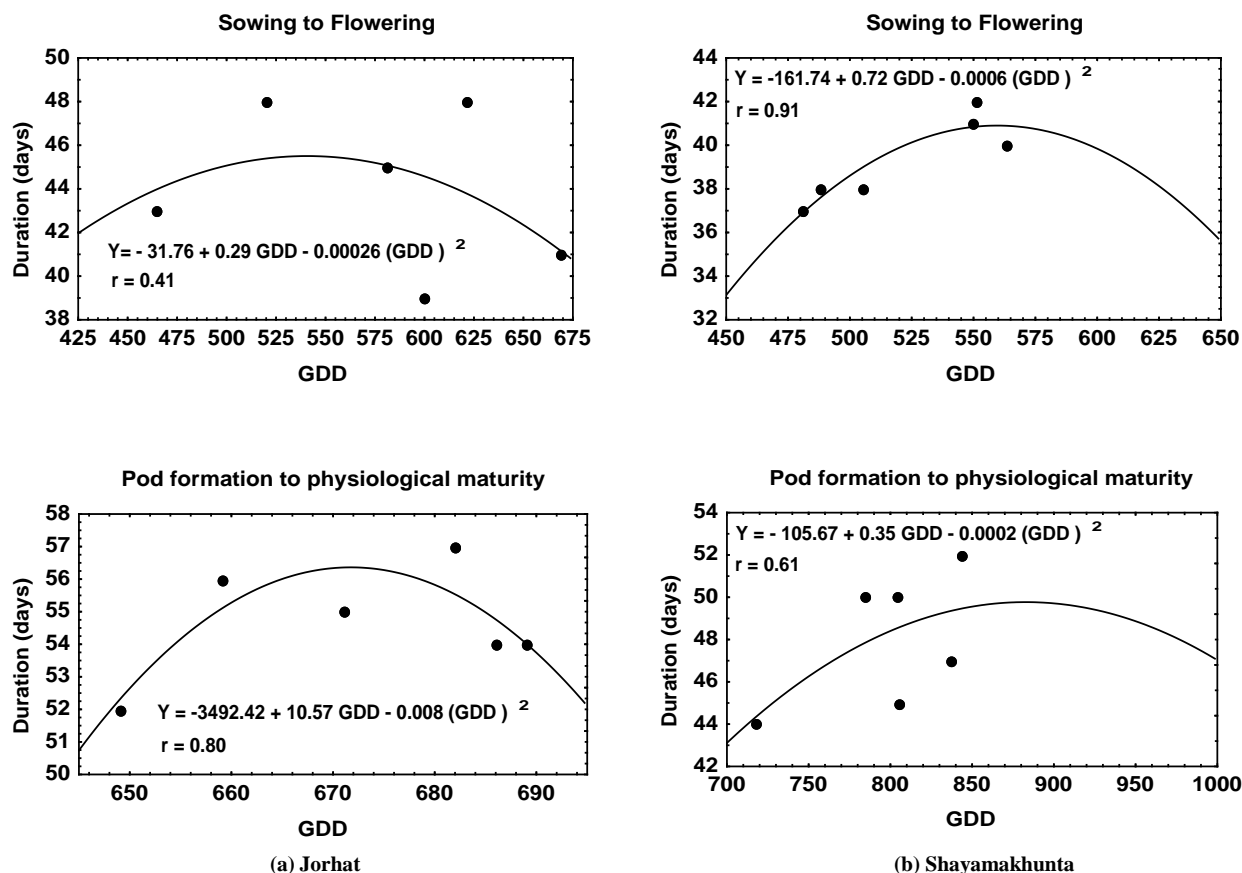 Sowing to Flowering
50
48
46
44
42
40
38
Duration (days)
Y= - 31.76 + 0.29 GDD - 0.00026 (GDD ) 2
r = 0.41
425 450 475 500 525 550 575 600 625 650 675
GDD
Sowing to Flowering
44
42
40
38
36
34
32
Duration (days)
Y = -161.74 + 0.72 GDD - 0.0006 (GDD ) 2
r = 0.91
450 475 500 525 550 575 600 625 650
GDD
Pod formation to physiological maturity
58
57
56
55
54
53
52
51
50
Duration (days)
Y = -3492.42 + 10.57 GDD - 0.008 (GDD ) 2
r = 0.80
650 660 670 680 690
GDD
(a) Jorhat
Pod formation to physiological maturity
54
52
50
48
46
44
42
Duration (days)
Y = - 105.67 + 0.35 GDD - 0.0002 (GDD ) 2
r = 0.61
700 750 800 850 900 950 1000
GDD
(b) Shayamakhunta